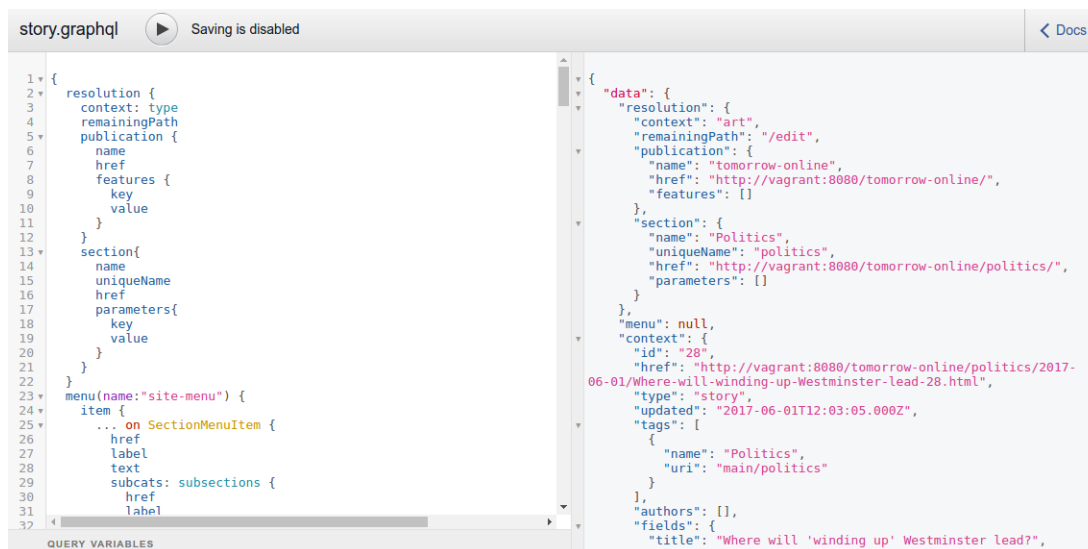 story.graphql Saving is disabled Docs
1 {
2 resolution {
3 context: type
4 remainingPath
5 publication {
6 name
7 href
8 features {
9 key
10 value
11 }
12 }
13 section{
14 name
15 uniqueName
16 href
17 parameters{
18 key
19 value
20 }
21 }
22 }
23 menu(name:"site-menu") {
24 item {
25 ... on SectionMenuItem {
26 href
27 label
28 text
29 subcats: subsections {
30 href
31 label
32
QUERY VARIABLES
{
"data": {
"resolution": {
"context": "art",
"remainingPath": "/edit",
"publication": {
"name": "tomorrow-online",
"href": "http://vagrant:8080/tomorrow-online/",
"features": []
},
"section": {
"name": "Politics",
"uniqueName": "politics",
"href": "http://vagrant:8080/tomorrow-online/politics/",
"parameters": []
}
},
"menu": null,
"context": {
"id": "28",
"href": "http://vagrant:8080/tomorrow-online/politics/2017-
06-01/Where-will-winding-up-Westminster-lead-28.html",
"type": "story",
"updated": "2017-06-01T12:03:05.000Z",
"tags": [
{
"name": "Politics",
"uri": "main/politics"
}
],
"authors": [],
"fields": {
"title": "Where will 'winding up' Westminster lead?",